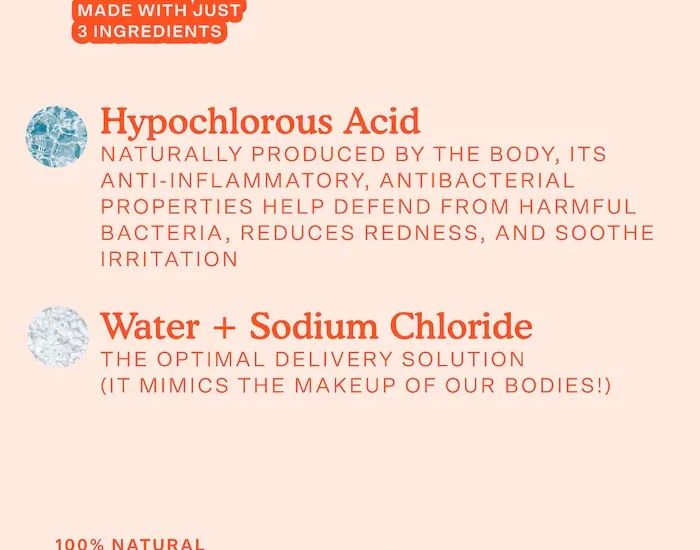 MADE WITH JUST
3 INGREDIENTS
Hypochlorous Acid
NATURALLY PRODUCED BY THE BODY, ITS
ANTI-INFLAMMATORY, ANTIBACTERIAL
PROPERTIES HELP DEFEND FROM HARMFUL
BACTERIA, REDUCES REDNESS, AND SOOTHE
IRRITATION
Water + Sodium Chloride
THE OPTIMAL DELIVERY SOLUTION
(IT MIMICS THE MAKEUP OF OUR BODIES!)
100% NATURAL